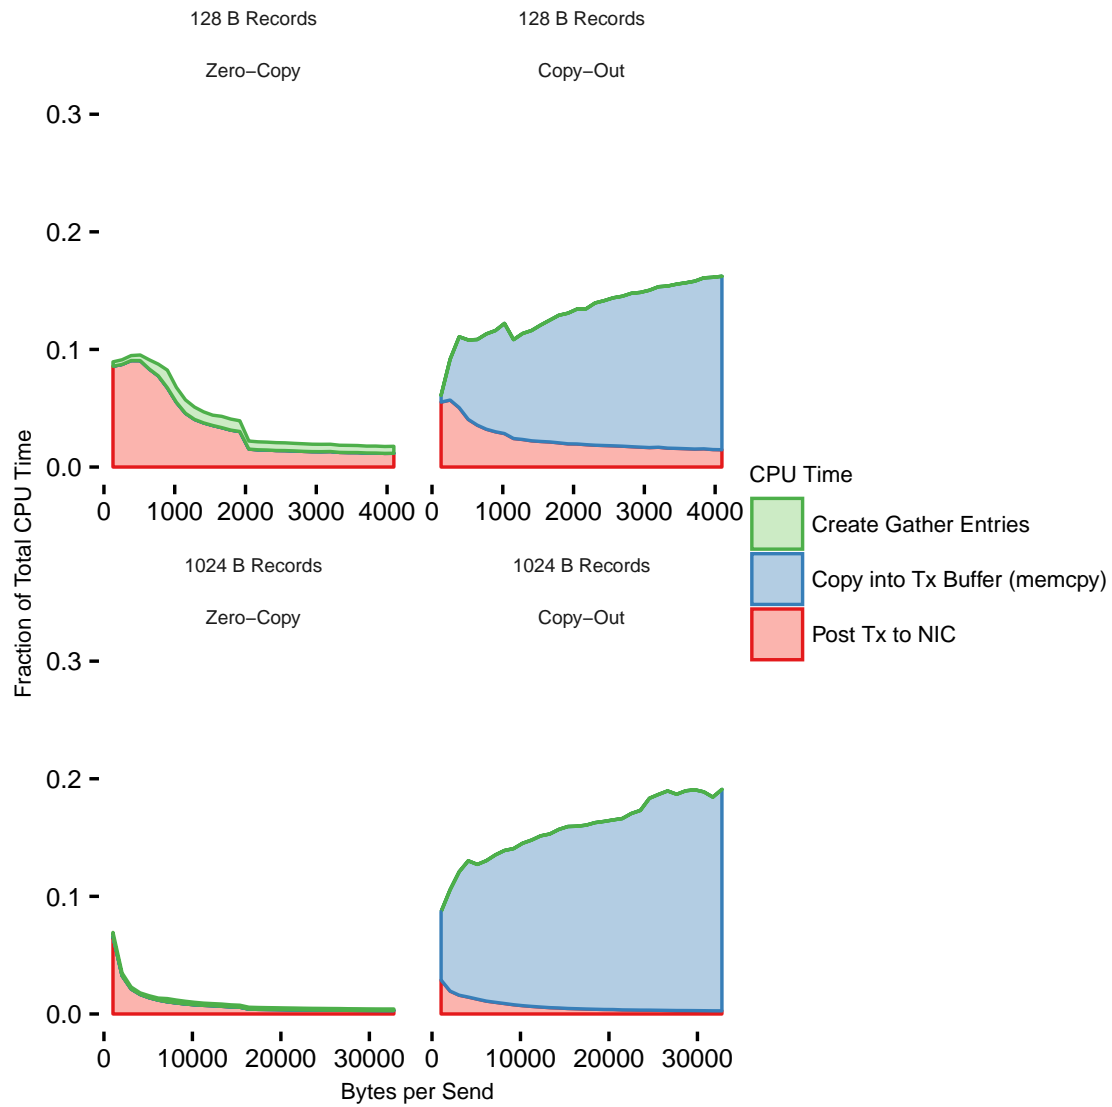 128 B Records
128 B Records
Zero−Copy
Copy−Out
0.3
0.2
0.1
0.0
0 1000 2000 3000 4000
0 1000 2000 3000 4000
1024 B Records
1024 B Records
Zero−Copy
Copy−Out
0.3
0.2
0.1
0.0
0 10000 20000 30000
0 10000 20000 30000
Bytes per Send
Fraction of Total CPU Time
CPU Time
Create Gather Entries
Copy into Tx Buffer (memcpy)
Post Tx to NIC